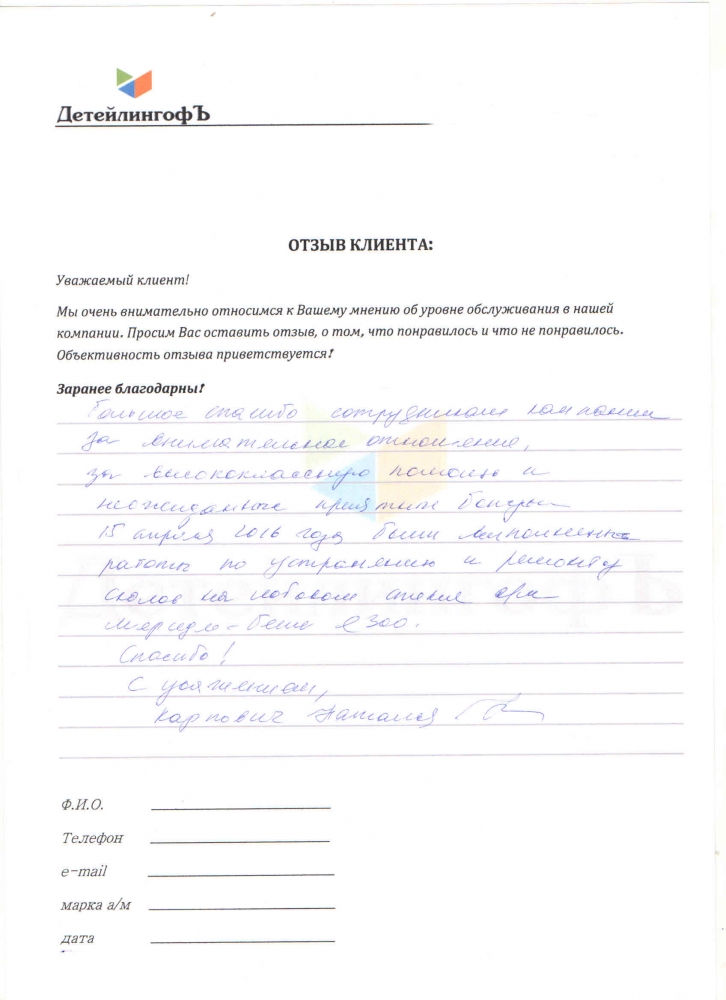 ДетейлингофЪ
ОТЗЫВ КЛИЕНТА:
Уважаемый клиент!
Мы очень внимательно относимся к Вашему мнению об уровне обслуживания в нашей
компании. Просим Вас оставить отзыв, о том, что понравилось и что не понравилось.
Объективность отзыва приветствуется!
Заранее благодарны!
Большое спасибо сотрудникам компании
за внимательное отношение,
за высококлассную помощь и
неожиданные приятные бонусы.
15 апреля 2016 года были выполнены
работы по устранению и ремонту
сколов на лобовом стекле
Мерседес-Бенц 300.
Спасибо!
С уважением,
Карпович Наталья
Ф.И.О.
Телефон
e-mail
марка а/м
дата